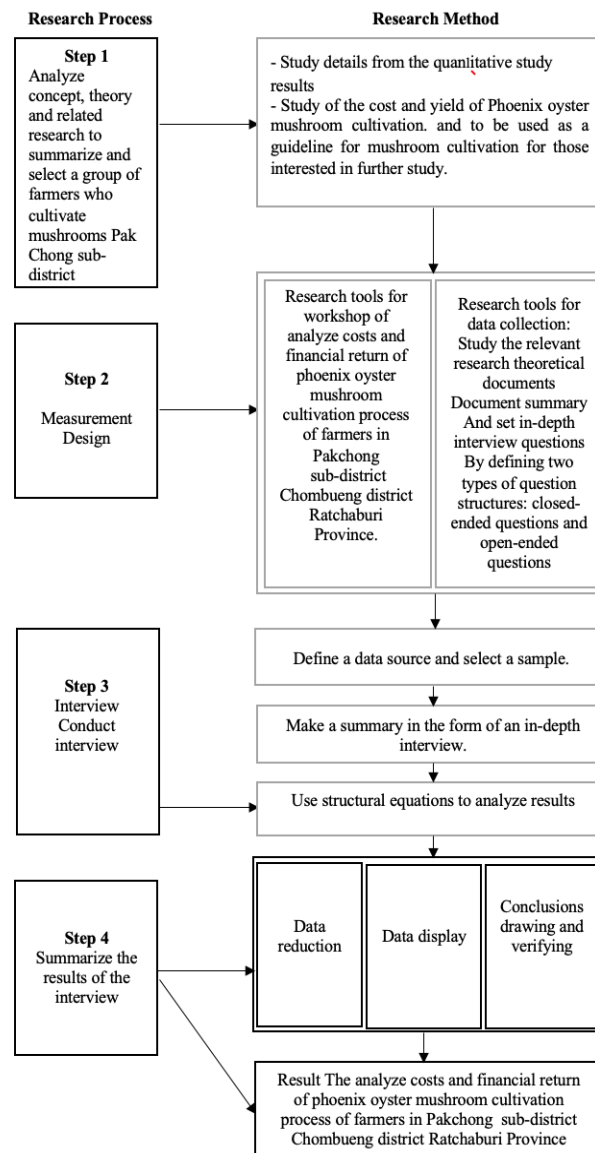 Research Process
Research Method
Step 1
Analyze
concept, theory
and related
research to
summarize and
select a group of
farmers who
cultivate
mushrooms Pak
Chong sub-
district
- Study details from the quantitative study
results
- Study of the cost and yield of Phoenix oyster
mushroom cultivation. and to be used as a
guideline for mushroom cultivation for those
interested in further study.
Step 2
Measurement
Design
Research tools for
workshop of
analyze costs and
financial return of
phoenix oyster
mushroom
cultivation process
of farmers in
Pakchong
sub-district
Chombueng district
Ratchaburi
Province.
Research tools for
data collection:
Study the relevant
research theoretical
documents
Document summary
And set in-depth
interview questions
By defining two
types of question
structures: closed-
ended questions and
open-ended
questions
Step 3
Interview
Conduct
interview
Define a data source and select a sample.
Make a summary in the form of an in-depth
interview.
Use structural equations to analyze results
Step 4
Summarize the
results of the
interview
Data
reduction
Data display
Conclusions
drawing and
verifying
Result The analyze costs and financial return
of phoenix oyster mushroom cultivation
process of farmers in Pakchong sub-district
Chombueng district Ratchaburi Province